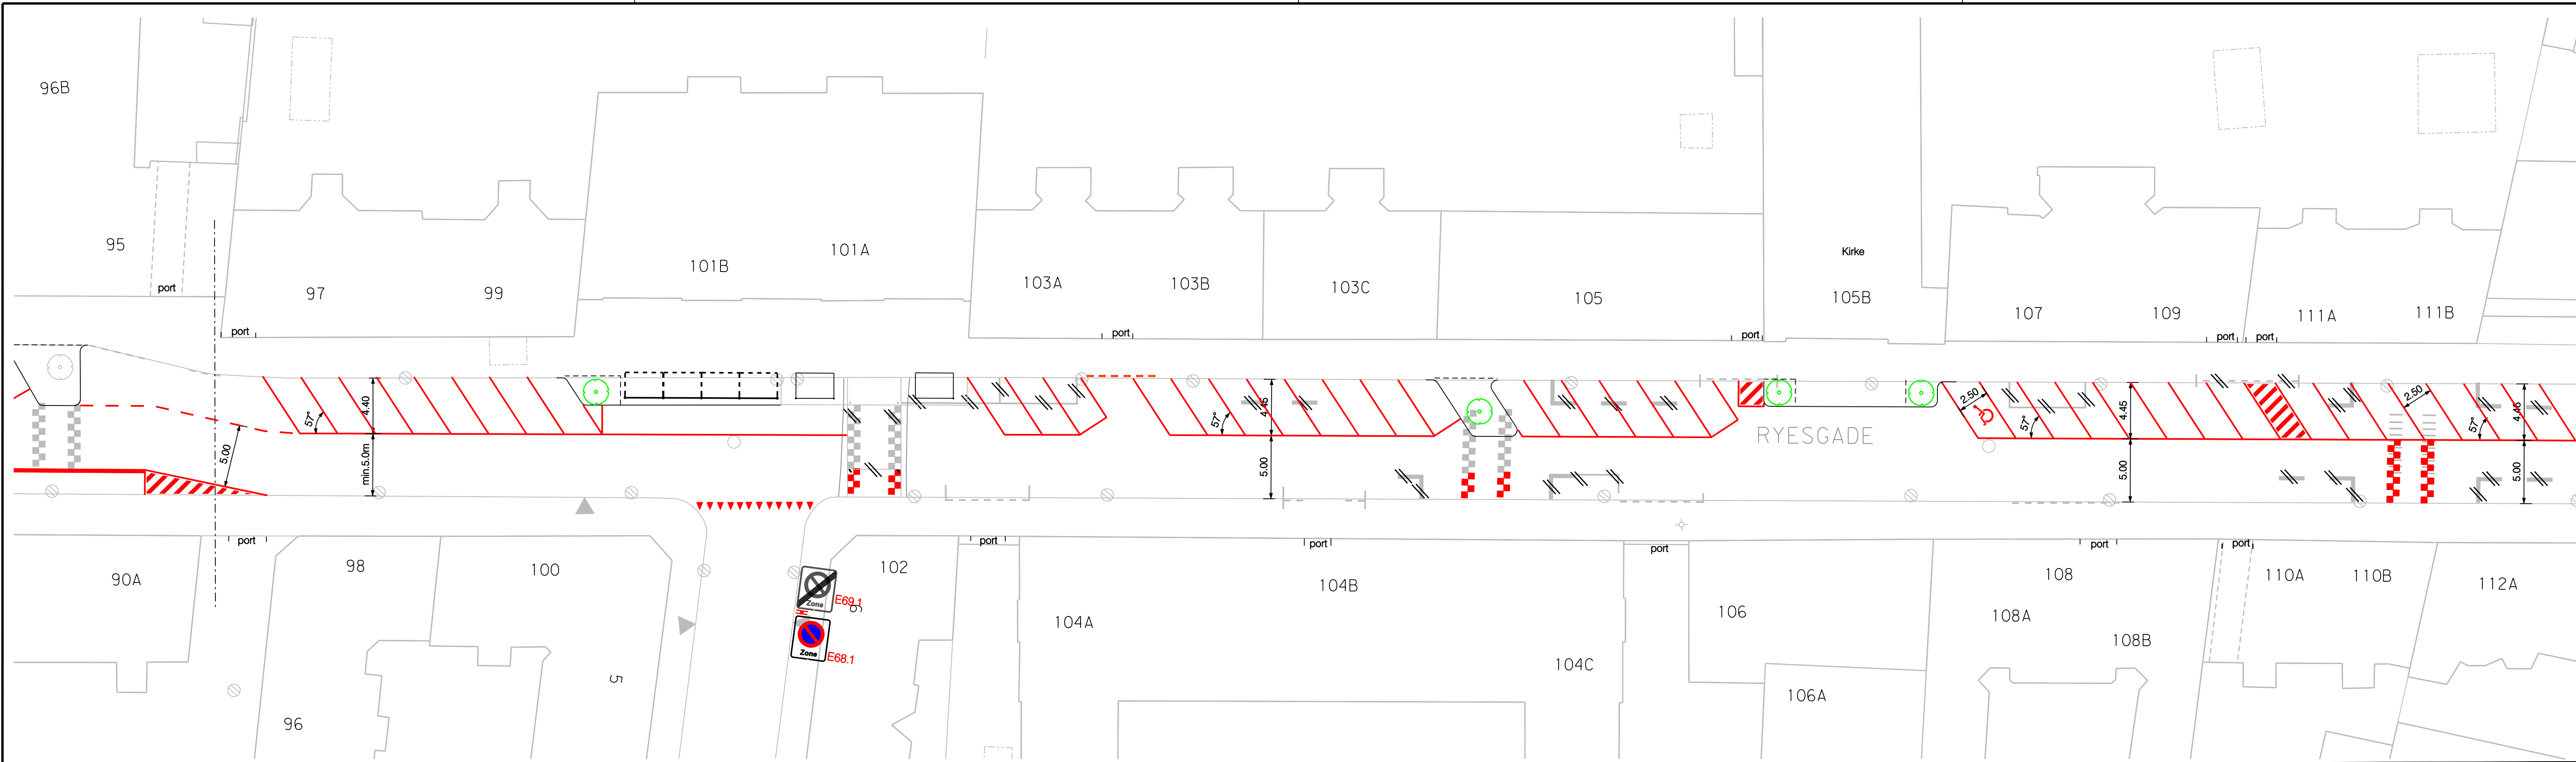 96B
95
port
97
99
port
101B
101A
103A
103B
port
103C
105
port
Kirke
105B
107
109
port
port
111A
111B
57°
4.40
5.00
min.5.0m
57°
4.45
5.00
RYESGADE
2.50
57°
4.45
5.00
2.50
57°
4.45
5.00
90A
port
98
100
5
96
Zone
E69.1
6
Zone
E68.1
102
port
104A
port
104B
104C
port
106
106A
108
108A
108B
port
port
110A
110B
112A